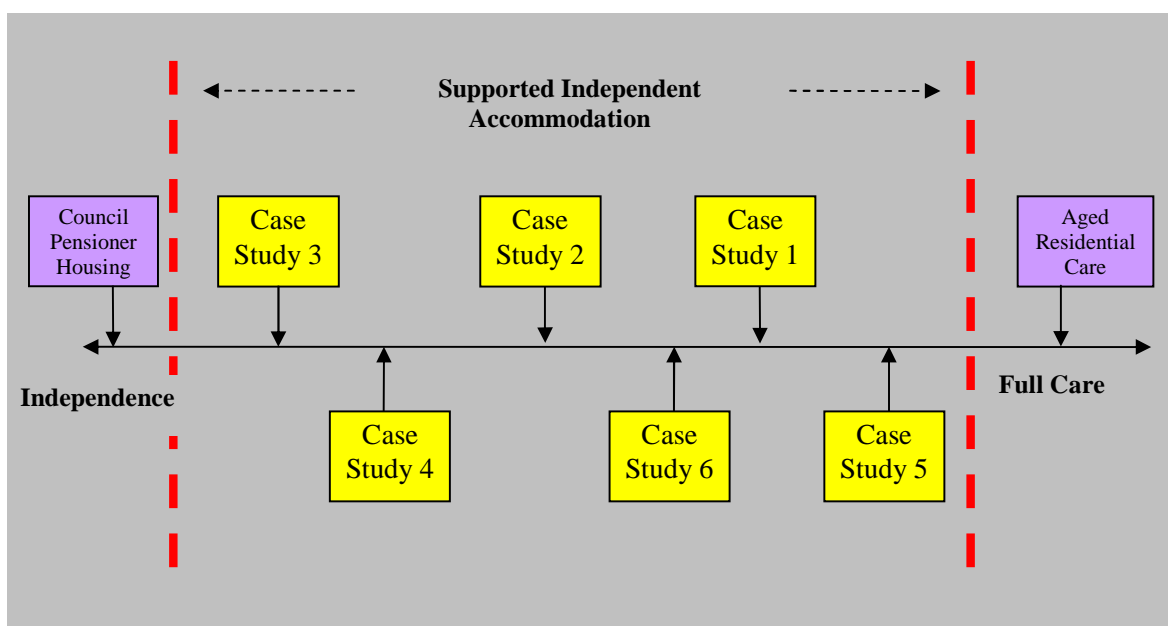 Supported Independent
Accommodation
Council
Pensioner
Housing
Case
Study 3
Case
Study 2
Case
Study 1
Aged
Residential
Care
Independence
Full Care
Case
Study 4
Case
Study 6
Case
Study 5